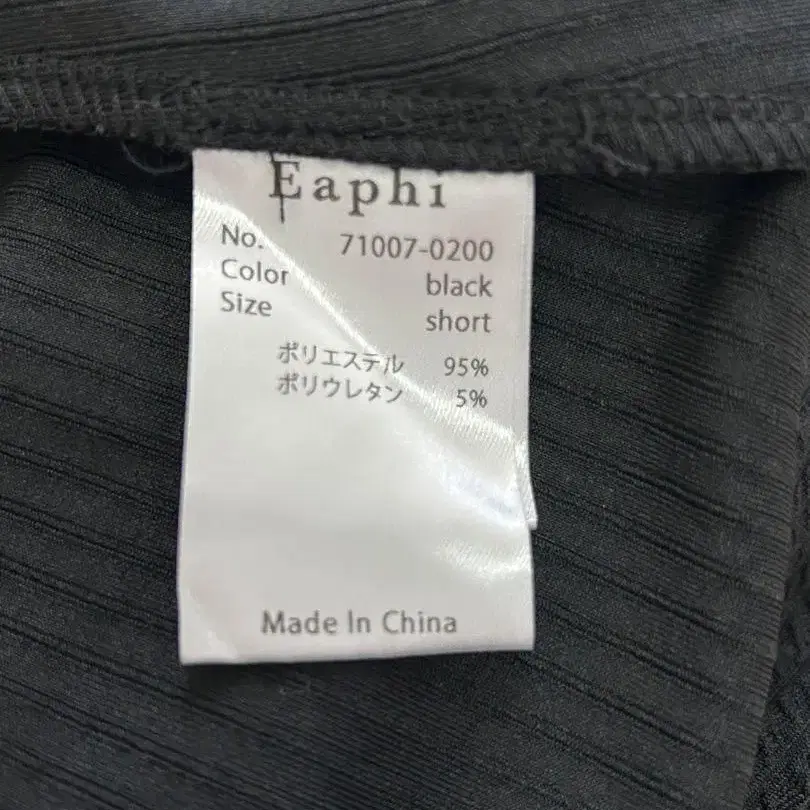 Eaphi
No. 71007-0200
Color black
Size short
ポリエステル 95%
ポリウレタン 5%
Made In China